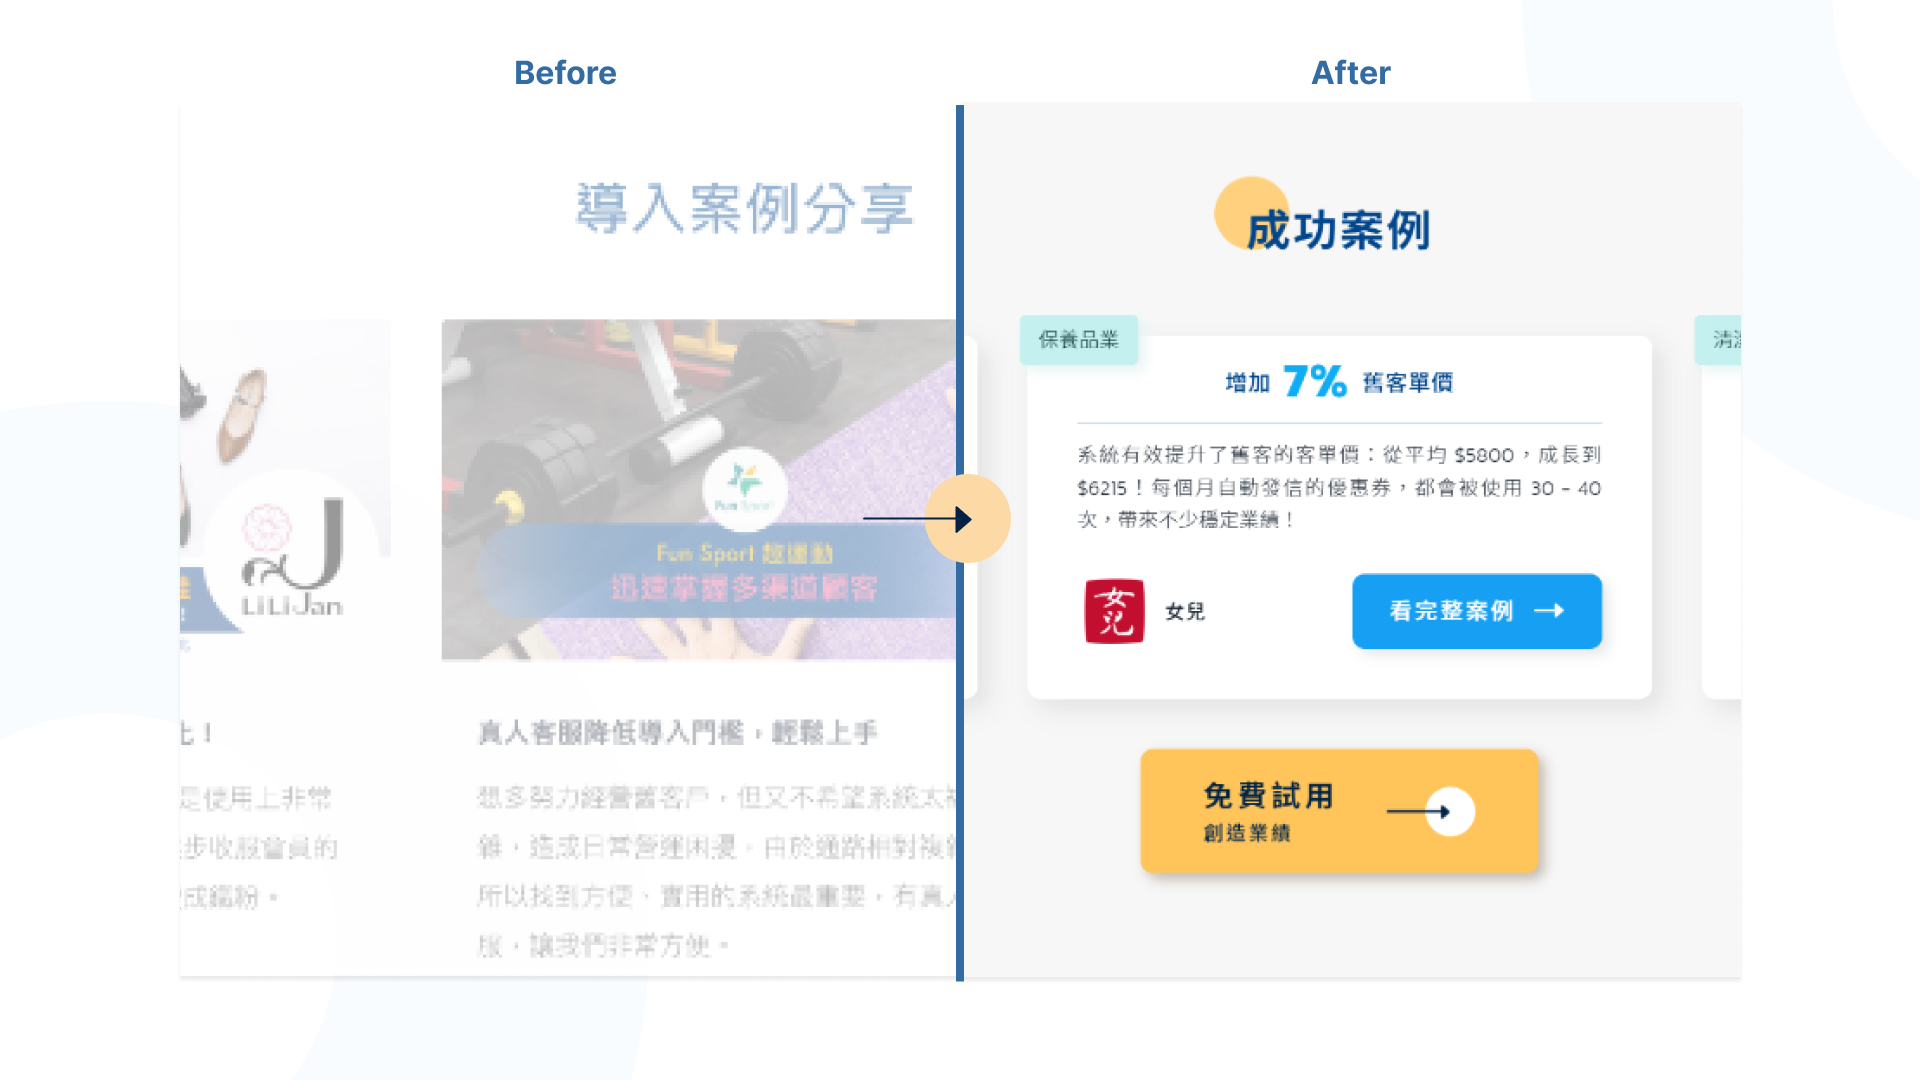 Before
After
導入案例分享
LiLiJan
Fun Sport
Fun Sport 趣運動
迅速掌握多渠道顧客
上！
是使用上非常
步收服會員的
成鐵粉。
真人客服降低導入門檻，輕鬆上手
想多努力經營舊客戶，但又不希望系統太
雜，造成日常營運困擾。由於通路相對複
所以找到方便、實用的系統最重要，有真人
服，讓我們非常方便。
成功案例
保養品業
清潔
增加 7% 舊客單價
系統有效提升了舊客的客單價：從平均 $5800，成長到
$6215！每個月自動發信的優惠券，都會被使用 30 - 40
次，帶來不少穩定業績！
女兒
女兒
看完整案例
免費試用
創造業績